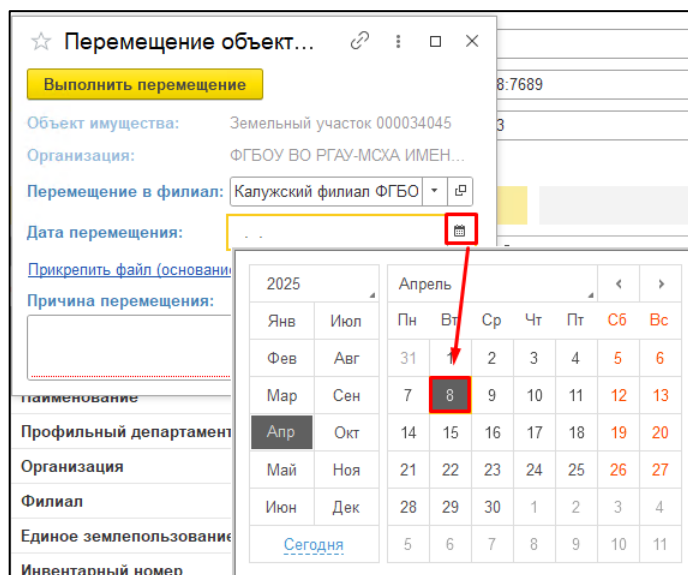 Перемещение объект...
Выполнить перемещение
8:7689
Объект имущества: Земельный участок 000034045
3
Организация: ФГБОУ ВО РГАУ-МСХА ИМЕН...
Перемещение в филиал: Калужский филиал ФГБО
Дата перемещения: . .
Прикрепить файл (основани
Причина перемещения:
2025
Янв Июл
Фев Авг
Мар Сен
Апр Окт
Май Ноя
Июн Дек
Сегодня
Апрель < >
Пн Вт Ср Чт Пт Сб Вс
31 1 2 3 4 5 6
7 8 9 10 11 12 13
14 15 16 17 18 19 20
21 22 23 24 25 26 27
28 29 30 1 2 3 4
5 6 7 8 9 10 11
Наименование
Профильный департамент
Организация
Филиал
Единое землепользование
Инвентарный номер